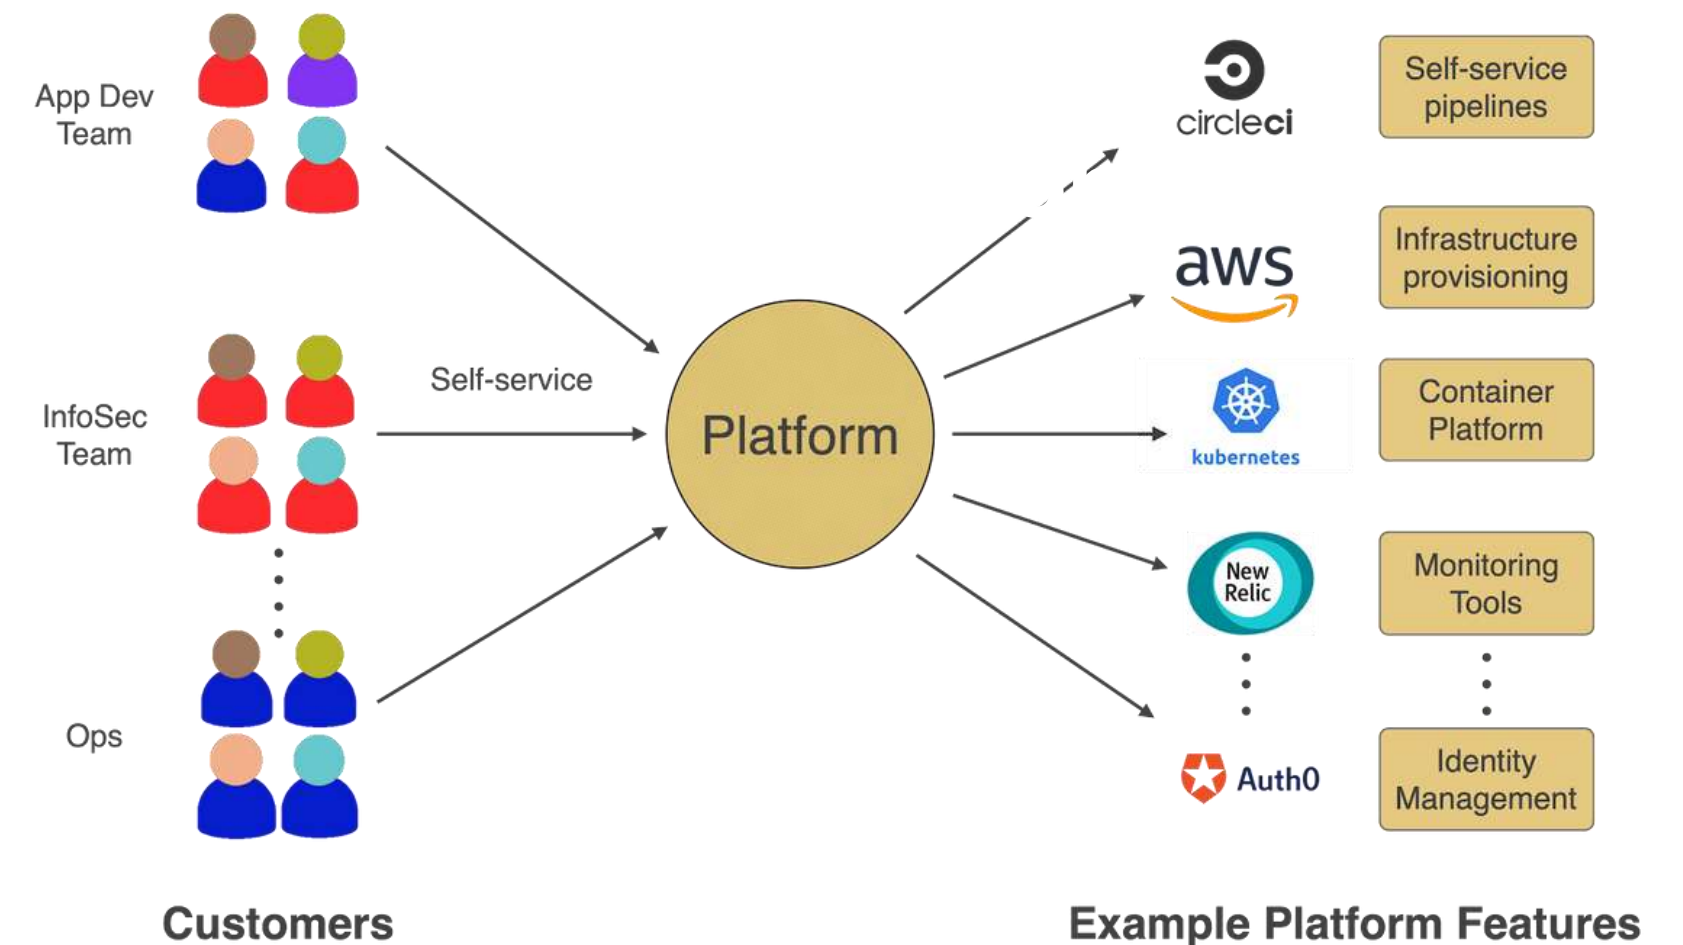 App Dev
Team
InfoSec
Team
Ops
Customers
Self-service
Platform
circleci
Self-service
pipelines
aws
Infrastructure
provisioning
kubernetes
Container
Platform
New
Relic
Monitoring
Tools
Auth0
Identity
Management
Example Platform Features